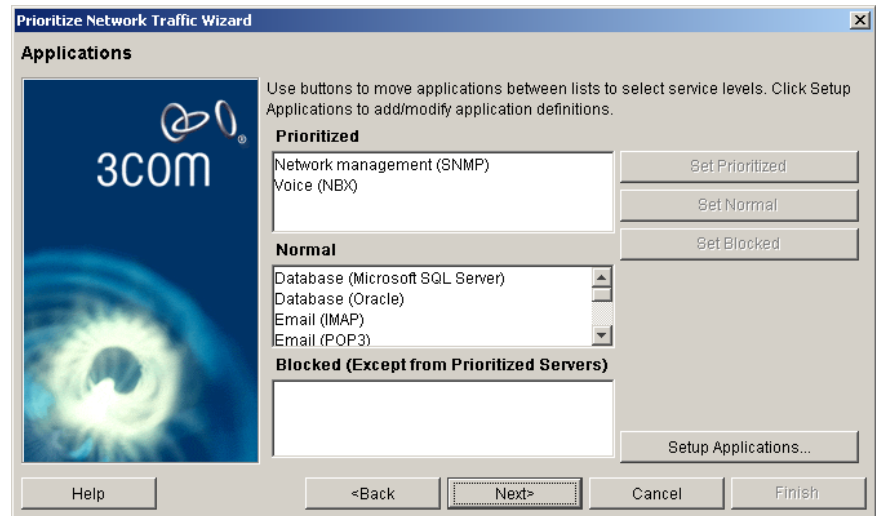 Prioritize Network Traffic Wizard
Applications
3COM
Use buttons to move applications between lists to select service levels. Click Setup
Applications to add/modify application definitions.
Prioritized
Network management (SNMP)
Voice (NBX)
Set Prioritized
Set Normal
Set Blocked
Normal
Database (Microsoft SQL Server)
Database (Oracle)
Email (IMAP)
Email (POP3)
Blocked (Except from Prioritized Servers)
Setup Applications...
Help
<Back
Next>
Cancel
Finish